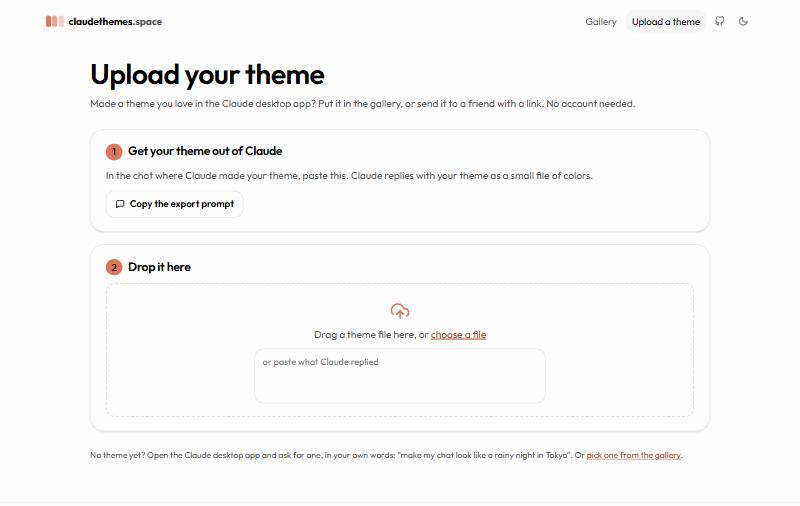 claudethemes.space
Gallery
Upload a theme
Upload your theme
Made a theme you love in the Claude desktop app? Put it in the gallery, or send it to a friend with a link. No account needed.
1
Get your theme out of Claude
In the chat where Claude made your theme, paste this. Claude replies with your theme as a small file of colors.
Copy the export prompt
2
Drop it here
Drag a theme file here, or choose a file
or paste what Claude replied
No theme yet? Open the Claude desktop app and ask for one, in your own words: "make my chat look like a rainy night in Tokyo". Or pick one from the gallery.